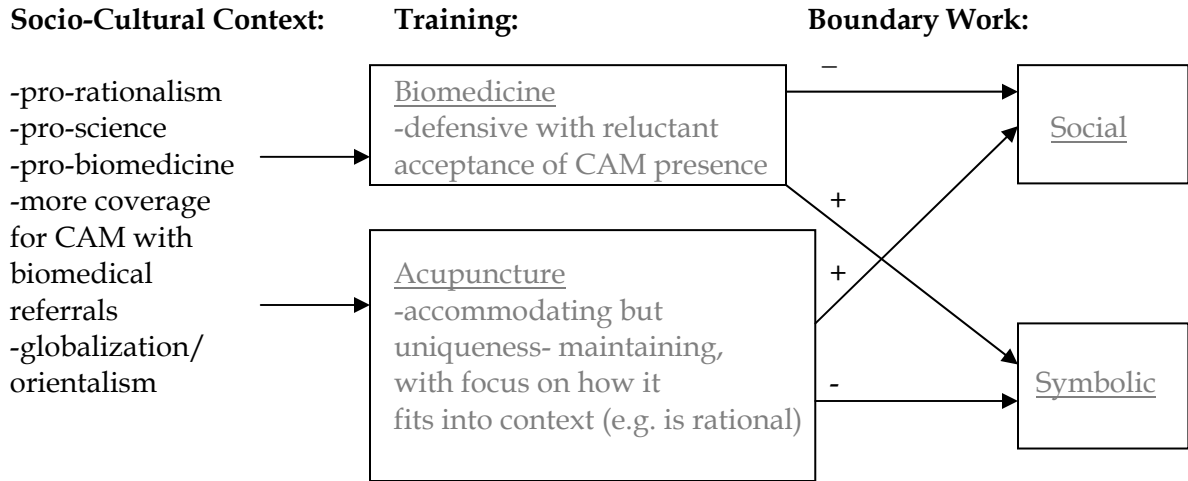 Socio-Cultural Context:
Training:
Boundary Work:
-pro-rationalism
-pro-science
-pro-biomedicine
-more coverage
for CAM with
biomedical
referrals
-globalization/
orientalism
Biomedicine
-defensive with reluctant
acceptance of CAM presence
Acupuncture
-accommodating but
uniqueness- maintaining,
with focus on how it
fits into context (e.g. is rational)
–
+
+
-
Social
Symbolic